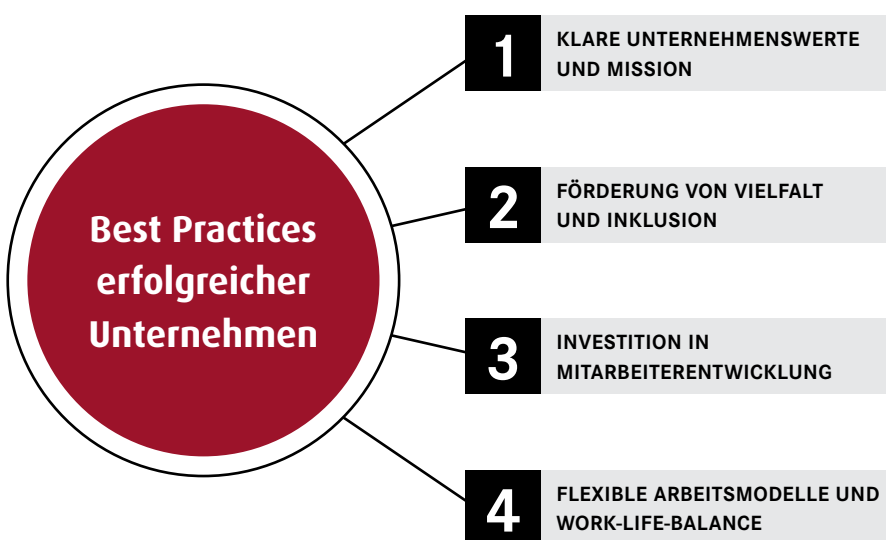 Best Practices
erfolgreicher
Unternehmen
1
KLARE UNTERNEHMENSWERTE
UND MISSION
2
FÖRDERUNG VON VIELFALT
UND INKLUSION
3
INVESTITION IN
MITARBEITERENTWICKLUNG
4
FLEXIBLE ARBEITSMODELLE UND
WORK-LIFE-BALANCE